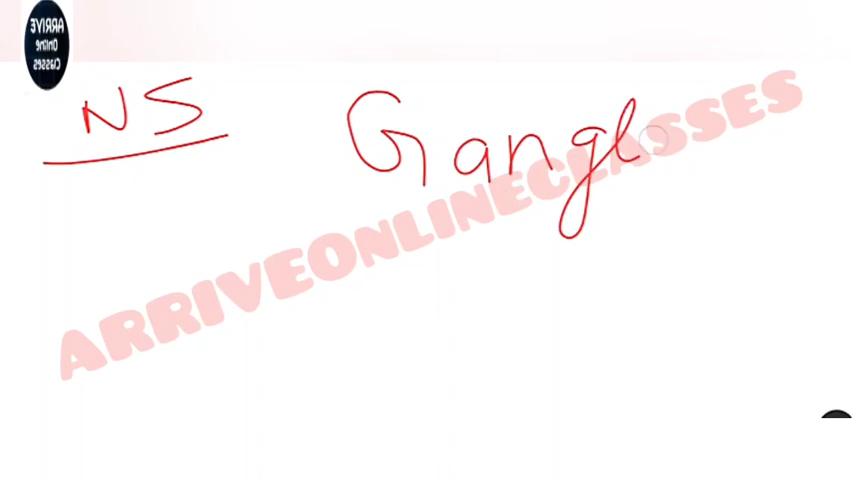 ARRIVE
Online
Classes
NS
Gangl
ARRIVEONLINECLASSES